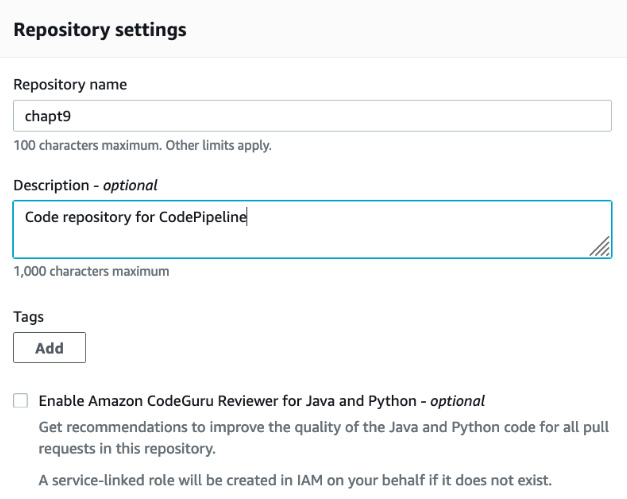 Repository settings
Repository name
chapt9
100 characters maximum. Other limits apply.
Description - optional
Code repository for CodePipeline
1,000 characters maximum
Tags
Add
Enable Amazon CodeGuru Reviewer for Java and Python - optional
Get recommendations to improve the quality of the Java and Python code for all pull
requests in this repository.
A service-linked role will be created in IAM on your behalf if it does not exist.